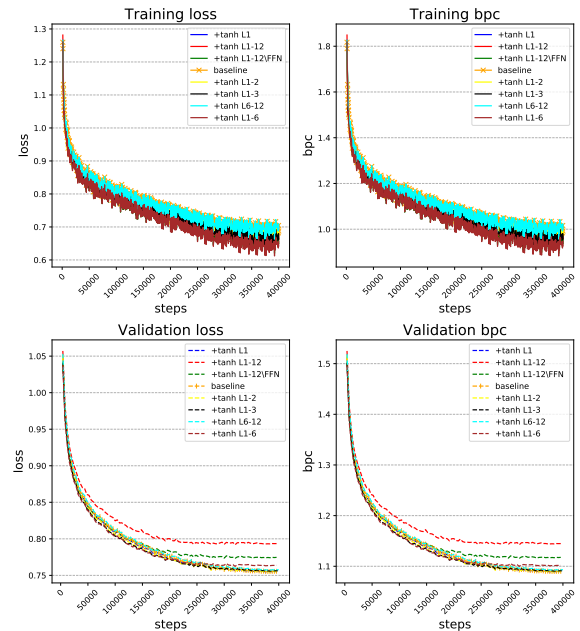 Training loss
1.3
1.2
1.1
1.0
0.9
0.8
0.7
0.6
loss
0
50000
100000
150000
200000
250000
300000
350000
400000
steps
+tanh L1
+tanh L1-12
+tanh L1-12\FFN
baseline
+tanh L1-2
+tanh L1-3
+tanh L6-12
+tanh L1-6
Training bpc
1.8
1.6
1.4
1.2
1.0
bpc
0
50000
100000
150000
200000
250000
300000
350000
400000
steps
+tanh L1
+tanh L1-12
+tanh L1-12\FFN
baseline
+tanh L1-2
+tanh L1-3
+tanh L6-12
+tanh L1-6
Validation loss
1.05
1.00
0.95
0.90
0.85
0.80
0.75
loss
0
50000
100000
150000
200000
250000
300000
350000
400000
steps
+tanh L1
+tanh L1-12
+tanh L1-12\FFN
baseline
+tanh L1-2
+tanh L1-3
+tanh L6-12
+tanh L1-6
Validation bpc
1.5
1.4
1.3
1.2
1.1
bpc
0
50000
100000
150000
200000
250000
300000
350000
400000
steps
+tanh L1
+tanh L1-12
+tanh L1-12\FFN
baseline
+tanh L1-2
+tanh L1-3
+tanh L6-12
+tanh L1-6